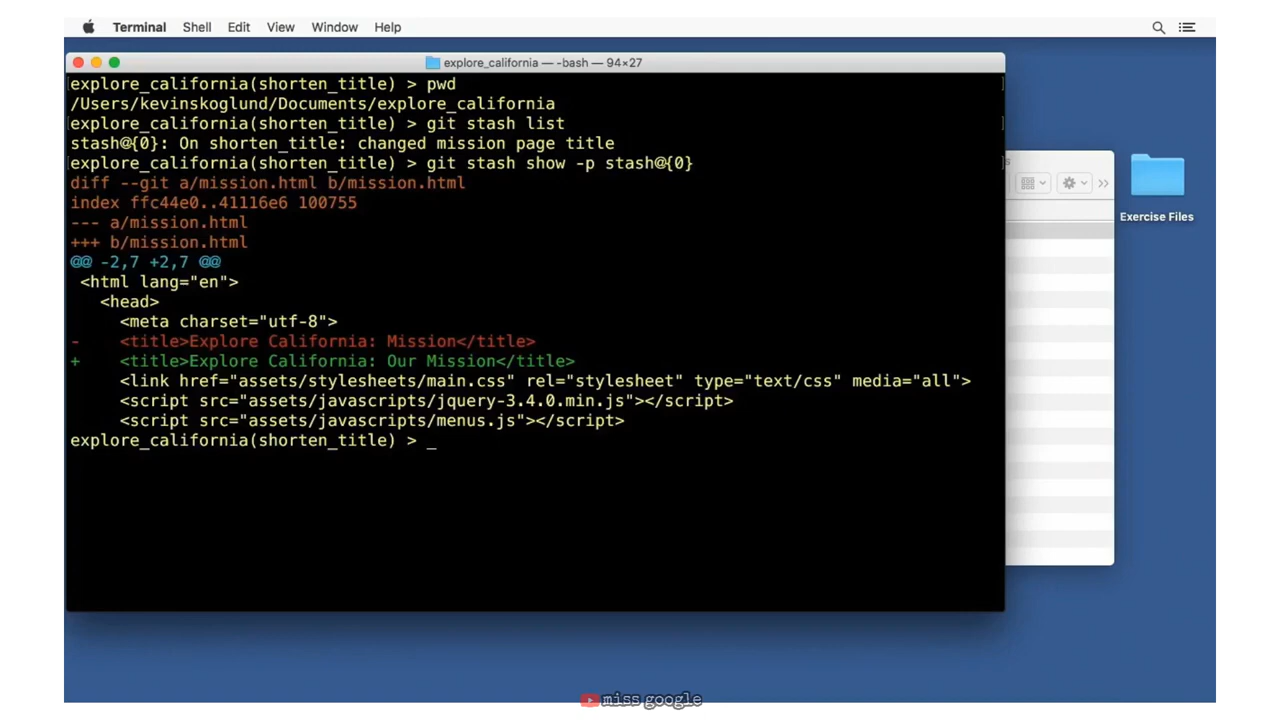 Terminal Shell Edit View Window Help
explore_california — -bash — 94×27
explore_california(shorten_title) > pwd
/Users/kevinskoglund/Documents/explore_california
explore_california(shorten_title) > git stash list
stash@{0}: On shorten_title: changed mission page title
explore_california(shorten_title) > git stash show -p stash@{0}
diff --git a/mission.html b/mission.html
index ffc44e0..41116e6 100755
--- a/mission.html
+++ b/mission.html
@@ -2,7 +2,7 @@
 <html lang="en">
   <head>
     <meta charset="utf-8">
-    <title>Explore California: Mission</title>
+    <title>Explore California: Our Mission</title>
     <link href="assets/stylesheets/main.css" rel="stylesheet" type="text/css" media="all">
     <script src="assets/javascripts/jquery-3.4.0.min.js"></script>
     <script src="assets/javascripts/menus.js"></script>
explore_california(shorten_title) > _
Exercise Files
miss google